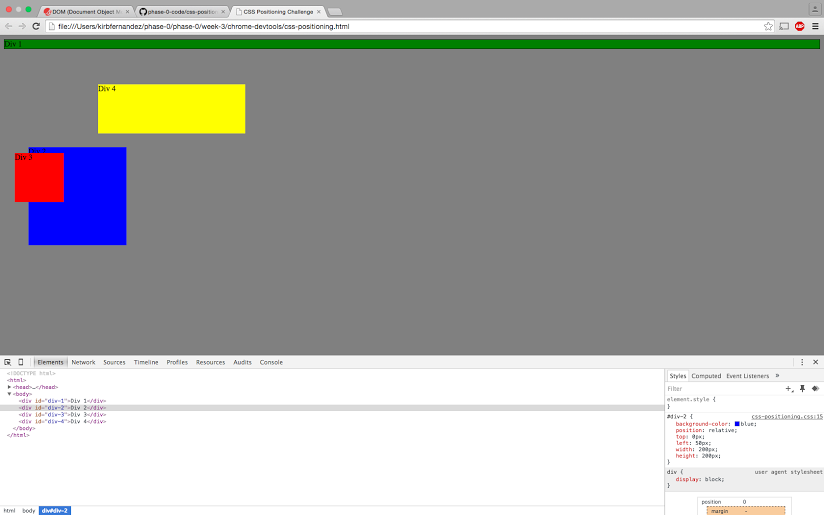 DOM (Document Object M
phase-0-code/css-position
CSS Positioning Challenge
file:///Users/kirbfernandez/phase-0/phase-0/week-3/chrome-devtools/css-positioning.html
ABP
Div 1
Div 4
Div 3
Elements Network Sources Timeline Profiles Resources Audits Console
<!DOCTYPE html>
<html>
<head>…</head>
<body>
<div id="div-1">Div 1</div>
<div id="div-2">Div 2</div>
<div id="div-3">Div 3</div>
<div id="div-4">Div 4</div>
</body>
</html>
html body div#div-2
Styles Computed Event Listeners »
Filter
element.style {
}
#div-2 { css-positioning.css:15
background-color: blue;
position: relative;
top: 0px;
left: 50px;
width: 200px;
height: 200px;
}
div { user agent stylesheet
display: block;
}
position 0
margin -